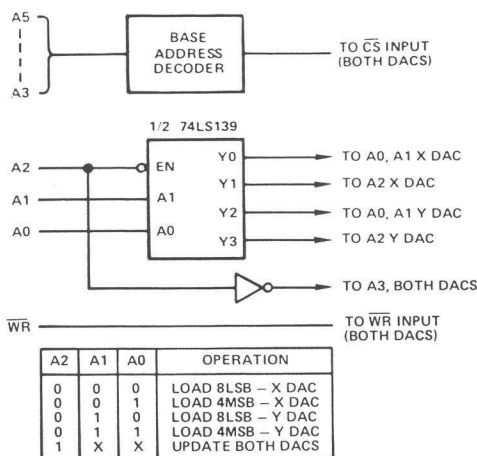 A5
A3
BASE
ADDRESS
DECODER
TO C̅S̅ INPUT
(BOTH DACS)
1/2 74LS139
A2
EN
Y0
TO A0, A1 X DAC
A1
A1
Y1
TO A2 X DAC
A0
A0
Y2
TO A0, A1 Y DAC
Y3
TO A2 Y DAC
TO A3, BOTH DACS
W̅R̅
TO W̅R̅ INPUT
(BOTH DACS)
A2 A1 A0 OPERATION
0 0 0 LOAD 8LSB – X DAC
0 0 1 LOAD 4MSB – X DAC
0 1 0 LOAD 8LSB – Y DAC
0 1 1 LOAD 4MSB – Y DAC
1 X X UPDATE BOTH DACS